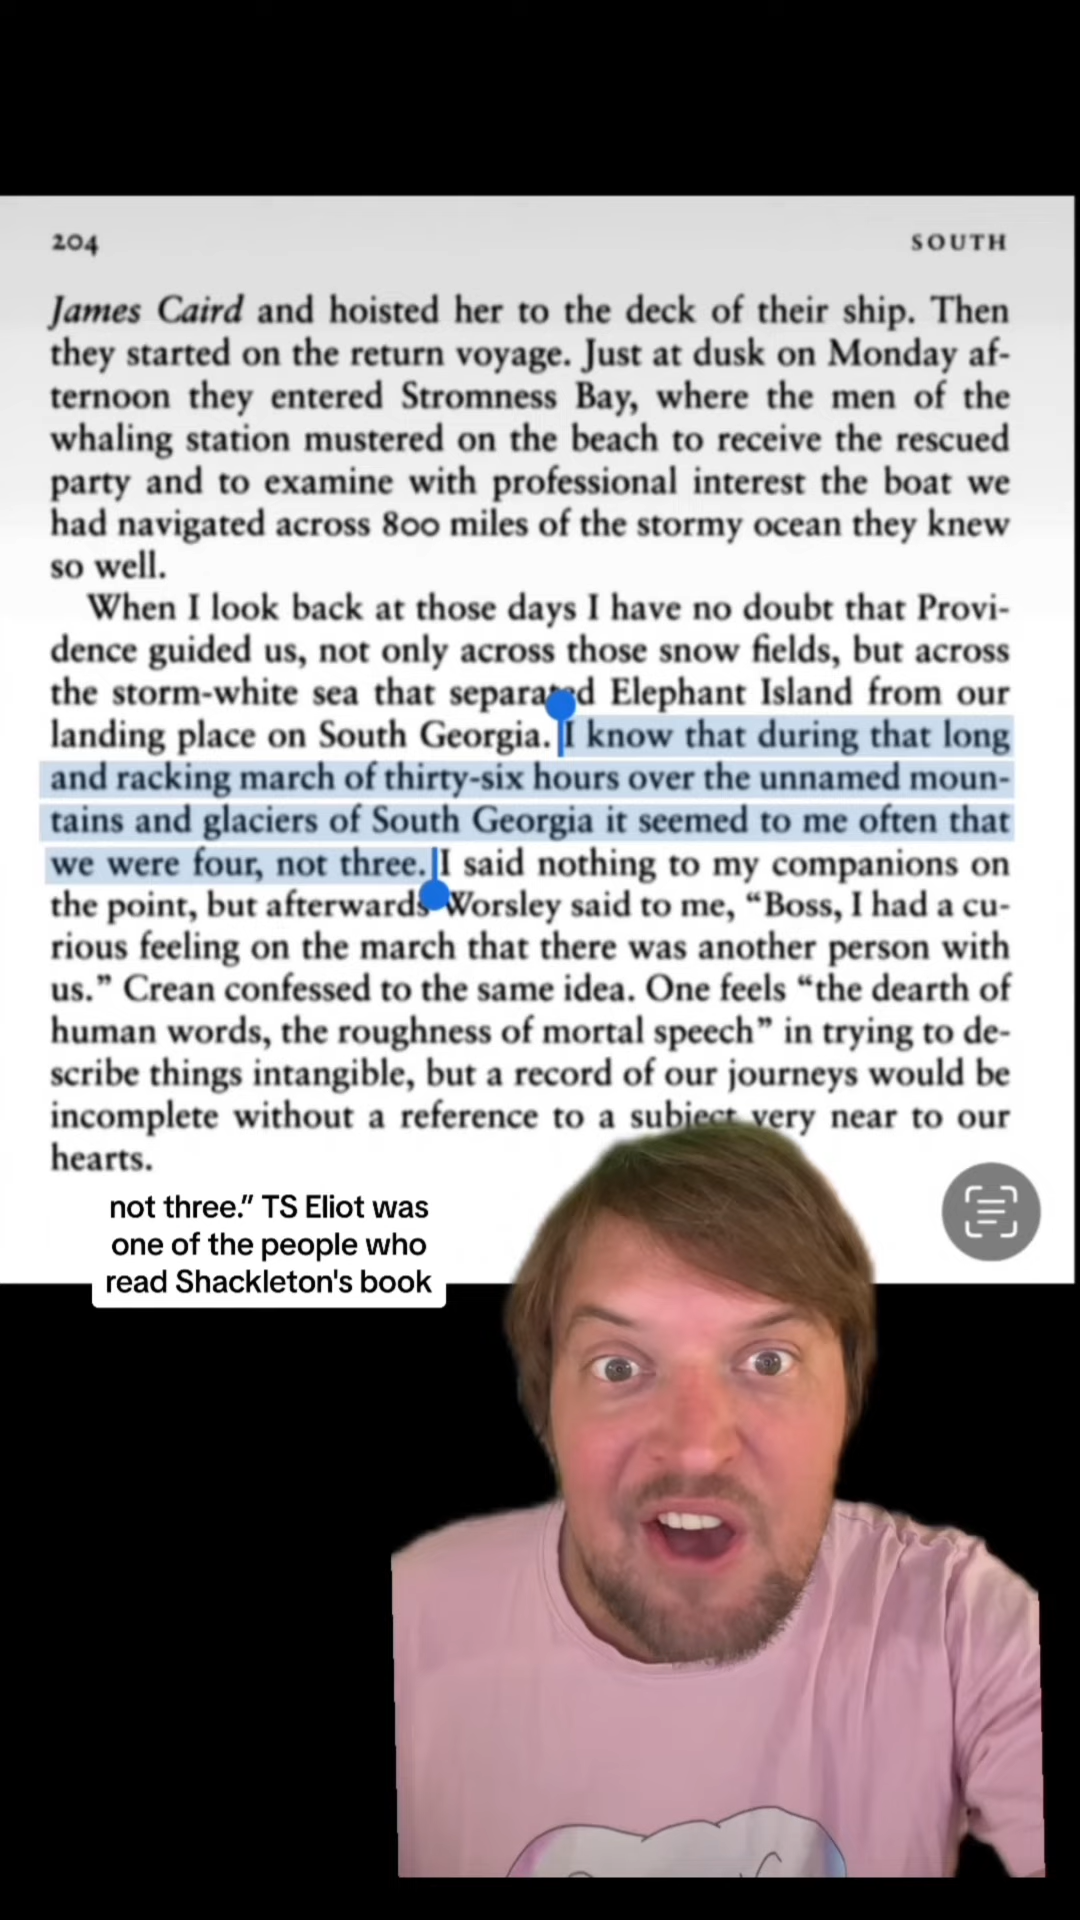 204 SOUTH
James Caird and hoisted her to the deck of their ship. Then
they started on the return voyage. Just at dusk on Monday af-
ternoon they entered Stromness Bay, where the men of the
whaling station mustered on the beach to receive the rescued
party and to examine with professional interest the boat we
had navigated across 800 miles of the stormy ocean they knew
so well.
When I look back at those days I have no doubt that Provi-
dence guided us, not only across those snow fields, but across
the storm-white sea that separated Elephant Island from our
landing place on South Georgia. I know that during that long
and racking march of thirty-six hours over the unnamed moun-
tains and glaciers of South Georgia it seemed to me often that
we were four, not three. I said nothing to my companions on
the point, but afterwards Worsley said to me, “Boss, I had a cu-
rious feeling on the march that there was another person with
us.” Crean confessed to the same idea. One feels “the dearth of
human words, the roughness of mortal speech” in trying to de-
scribe things intangible, but a record of our journeys would be
incomplete without a reference to a subject very near to our
hearts.
not three.” TS Eliot was
one of the people who
read Shackleton's book